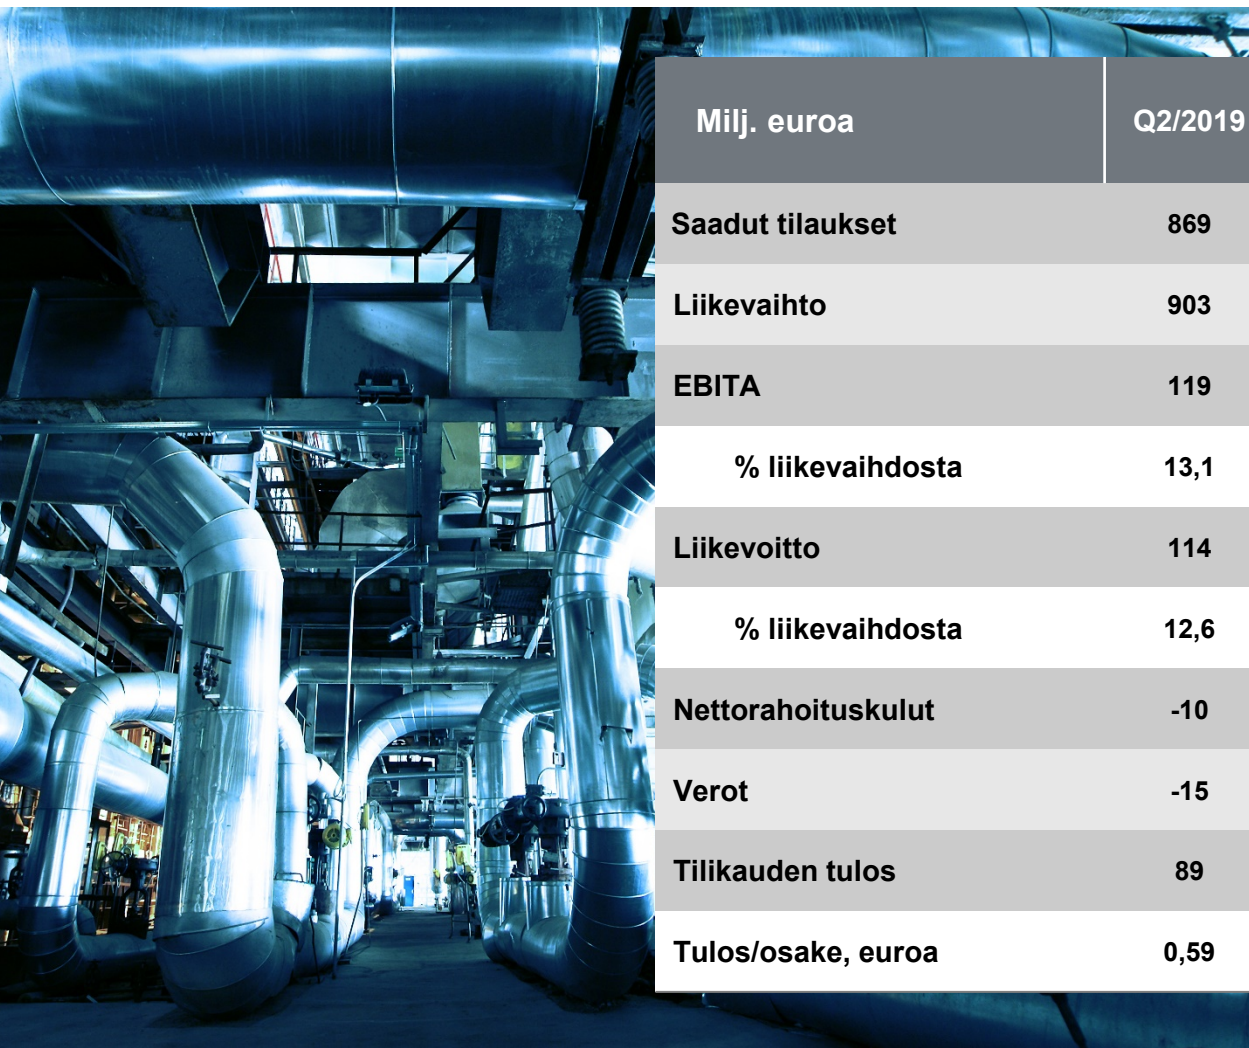 Milj. euroa Q2/2019
Saadut tilaukset 869
Liikevaihto 903
EBITA 119
% liikevaihdosta 13,1
Liikevoitto 114
% liikevaihdosta 12,6
Nettorahoituskulut -10
Verot -15
Tilikauden tulos 89
Tulos/osake, euroa 0,59